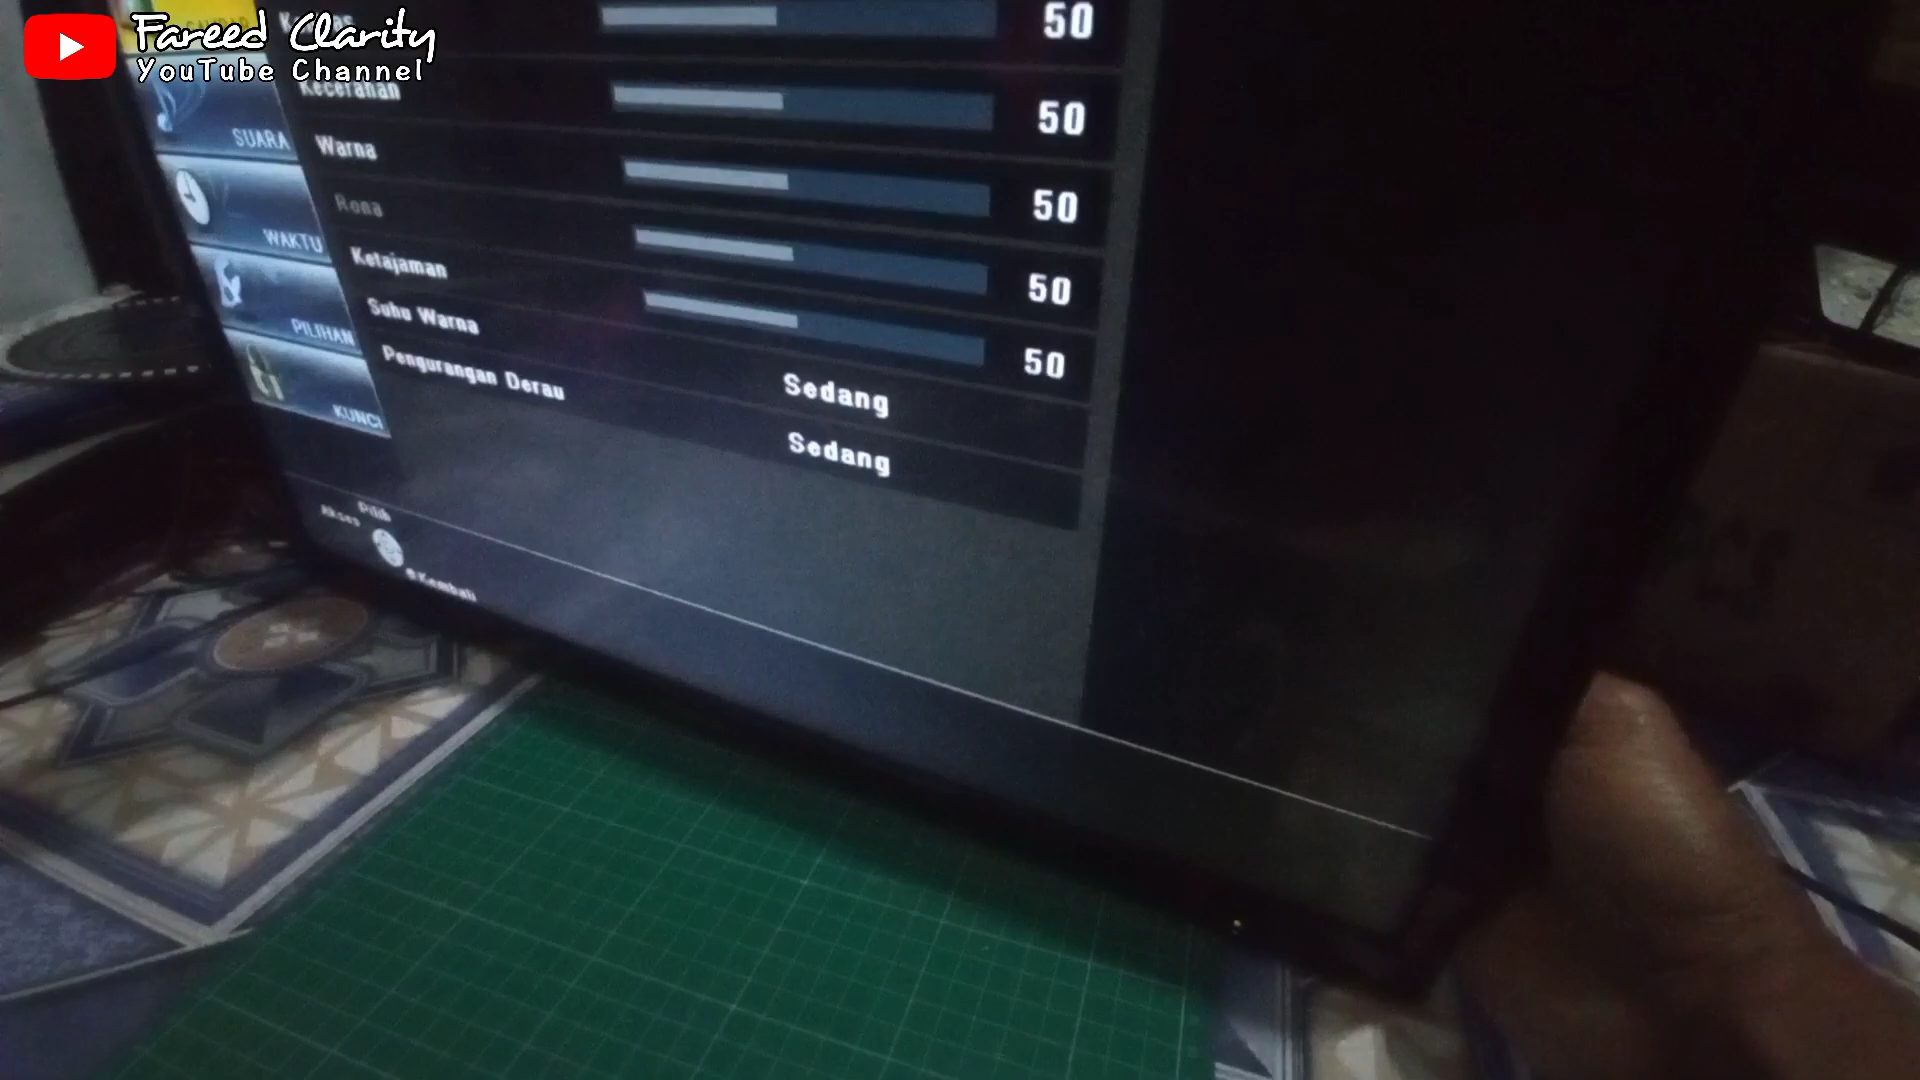 Fareed Clarity
YouTube Channel
50
Kecerahan 50
SUARA
Warna 50
WAKTU
Rona 50
Ketajaman 50
PILIHAN
Suhu Warna Sedang
Pengurangan Derau Sedang
KUNCI
Pilih
Akses
Kembali